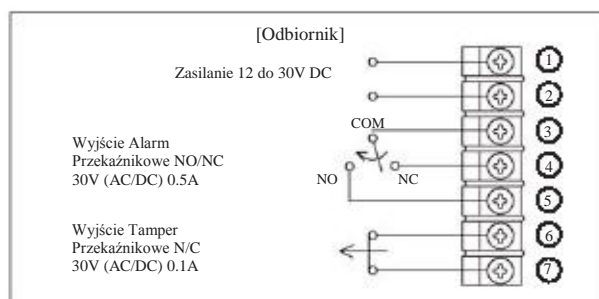 [Odbiornik]
Zasilanie 12 do 30V DC
1
2
COM
3
Wyjście Alarm
Przekaźnikowe NO/NC
30V (AC/DC) 0.5A
NO
NC
4
5
Wyjście Tamper
Przekaźnikowe N/C
30V (AC/DC) 0.1A
6
7